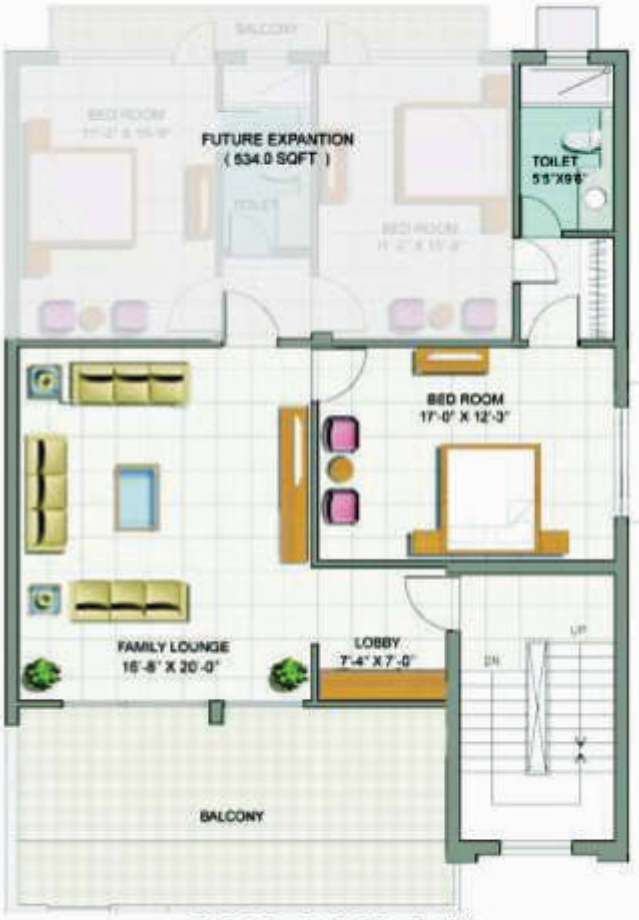 BALCONY
BED ROOM
FUTURE EXPANTION
( 634.0 SQFT )
TOILET
5'5"X9'6"
TOILET
BED ROOM
BED ROOM
17'-0" X 12'-3"
FAMILY LOUNGE
16'-8" X 20'-0"
LOBBY
7'-4" X 7'-0"
UP
DN
BALCONY